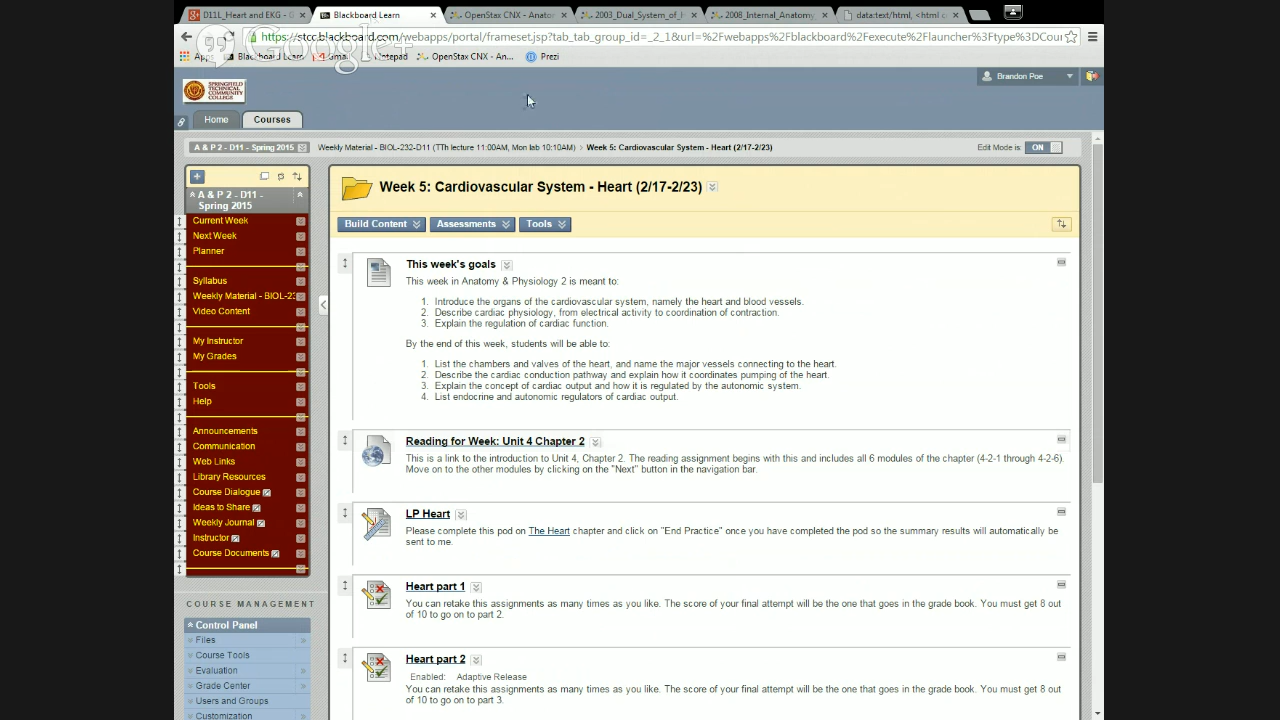 D11L_Heart and EKG - G
Blackboard Learn
OpenStax CNX - Anator
2003_Dual_System_of_
2008_Internal_Anatomy
data:text/html, <html c
https://stcc.blackboard.com/webapps/portal/frameset.jsp?tab_tab_group_id=_2_1&url=%2Fwebapps%2Fblackboard%2Fexecute%2Flauncher%3Ftype%3DCour
Google+
Apps
Blackboard Learn
Gmail
Notepad
OpenStax CNX - An...
Prezi
SPRINGFIELD
TECHNICAL
COMMUNITY
COLLEGE
Brandon Poe
Home
Courses
A & P 2 - D11 - Spring 2015
Weekly Material - BIOL-232-D11 (TTh lecture 11:00AM, Mon lab 10:10AM)
Week 5: Cardiovascular System - Heart (2/17-2/23)
Edit Mode is:
ON
A & P 2 - D11 -
Spring 2015
Current Week
Next Week
Planner
Syllabus
Weekly Material - BIOL-23
Video Content
My Instructor
My Grades
Tools
Help
Announcements
Communication
Web Links
Library Resources
Course Dialogue
Ideas to Share
Weekly Journal
Instructor
Course Documents
COURSE MANAGEMENT
Control Panel
Files
Course Tools
Evaluation
Grade Center
Users and Groups
Customization
Week 5: Cardiovascular System - Heart (2/17-2/23)
Build Content
Assessments
Tools
This week's goals
This week in Anatomy & Physiology 2 is meant to:
1. Introduce the organs of the cardiovascular system, namely the heart and blood vessels.
2. Describe cardiac physiology, from electrical activity to coordination of contraction.
3. Explain the regulation of cardiac function.
By the end of this week, students will be able to:
1. List the chambers and valves of the heart, and name the major vessels connecting to the heart.
2. Describe the cardiac conduction pathway, and explain how it coordinates pumping of the heart.
3. Explain the concept of cardiac output and how it is regulated by the autonomic system.
4. List endocrine and autonomic regulators of cardiac output.
Reading for Week: Unit 4 Chapter 2
This is a link to the introduction to Unit 4, Chapter 2. The reading assignment begins with this and includes all 6 modules of the chapter (4-2-1 through 4-2-6).
Move on to the other modules by clicking on the "Next" button in the navigation bar.
LP Heart
Please complete this pod on The Heart chapter and click on "End Practice" once you have completed the pod so the summary results will automatically be
sent to me.
Heart part 1
You can retake this assignments as many times as you like. The score of your final attempt will be the one that goes in the grade book. You must get 8 out
of 10 to go on to part 2.
Heart part 2
Enabled: Adaptive Release
You can retake this assignments as many times as you like. The score of your final attempt will be the one that goes in the grade book. You must get 8 out
of 10 to go on to part 3.